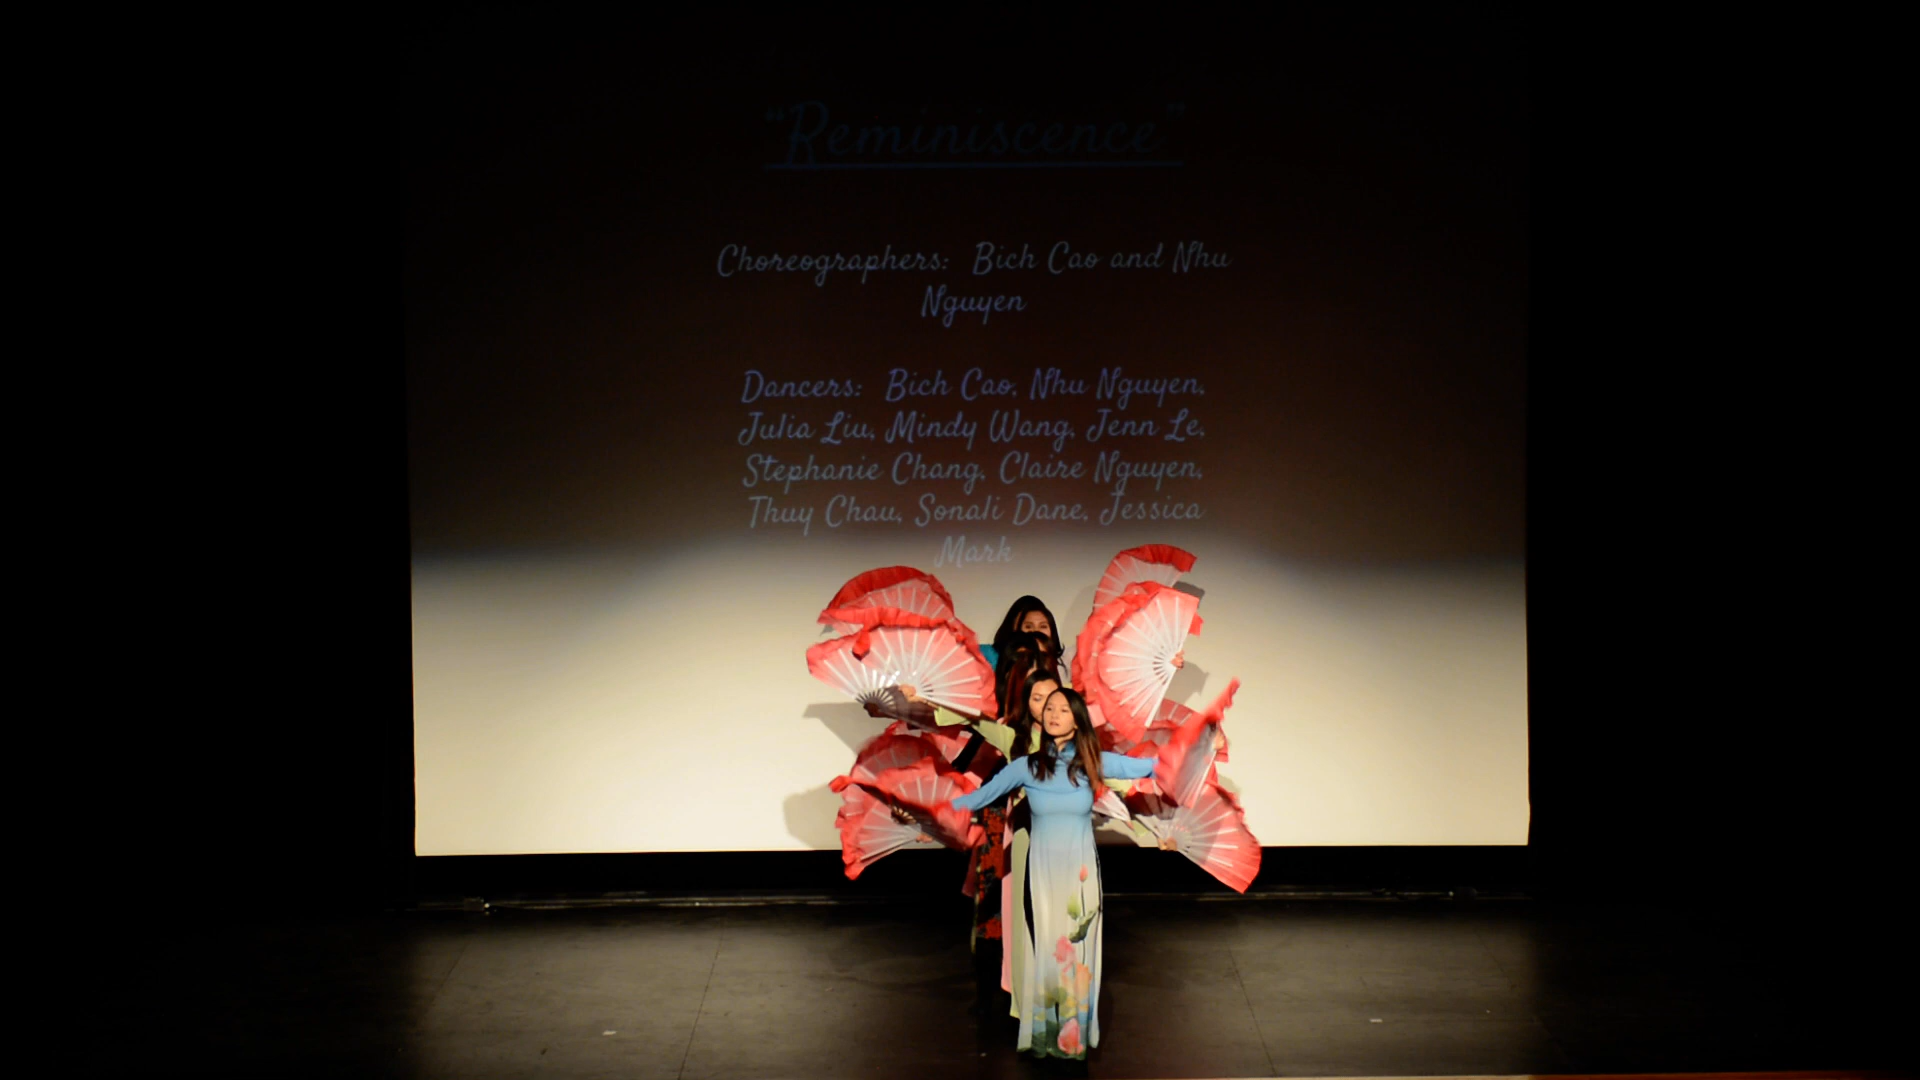 "Reminiscence"
Choreographers: Bich Cao and Nhu
Nguyen
Dancers: Bich Cao, Nhu Nguyen,
Julia Liu, Mindy Wang, Jenn Le,
Stephanie Chang, Claire Nguyen,
Thuy Chau, Sonali Dane, Jessica
Mark